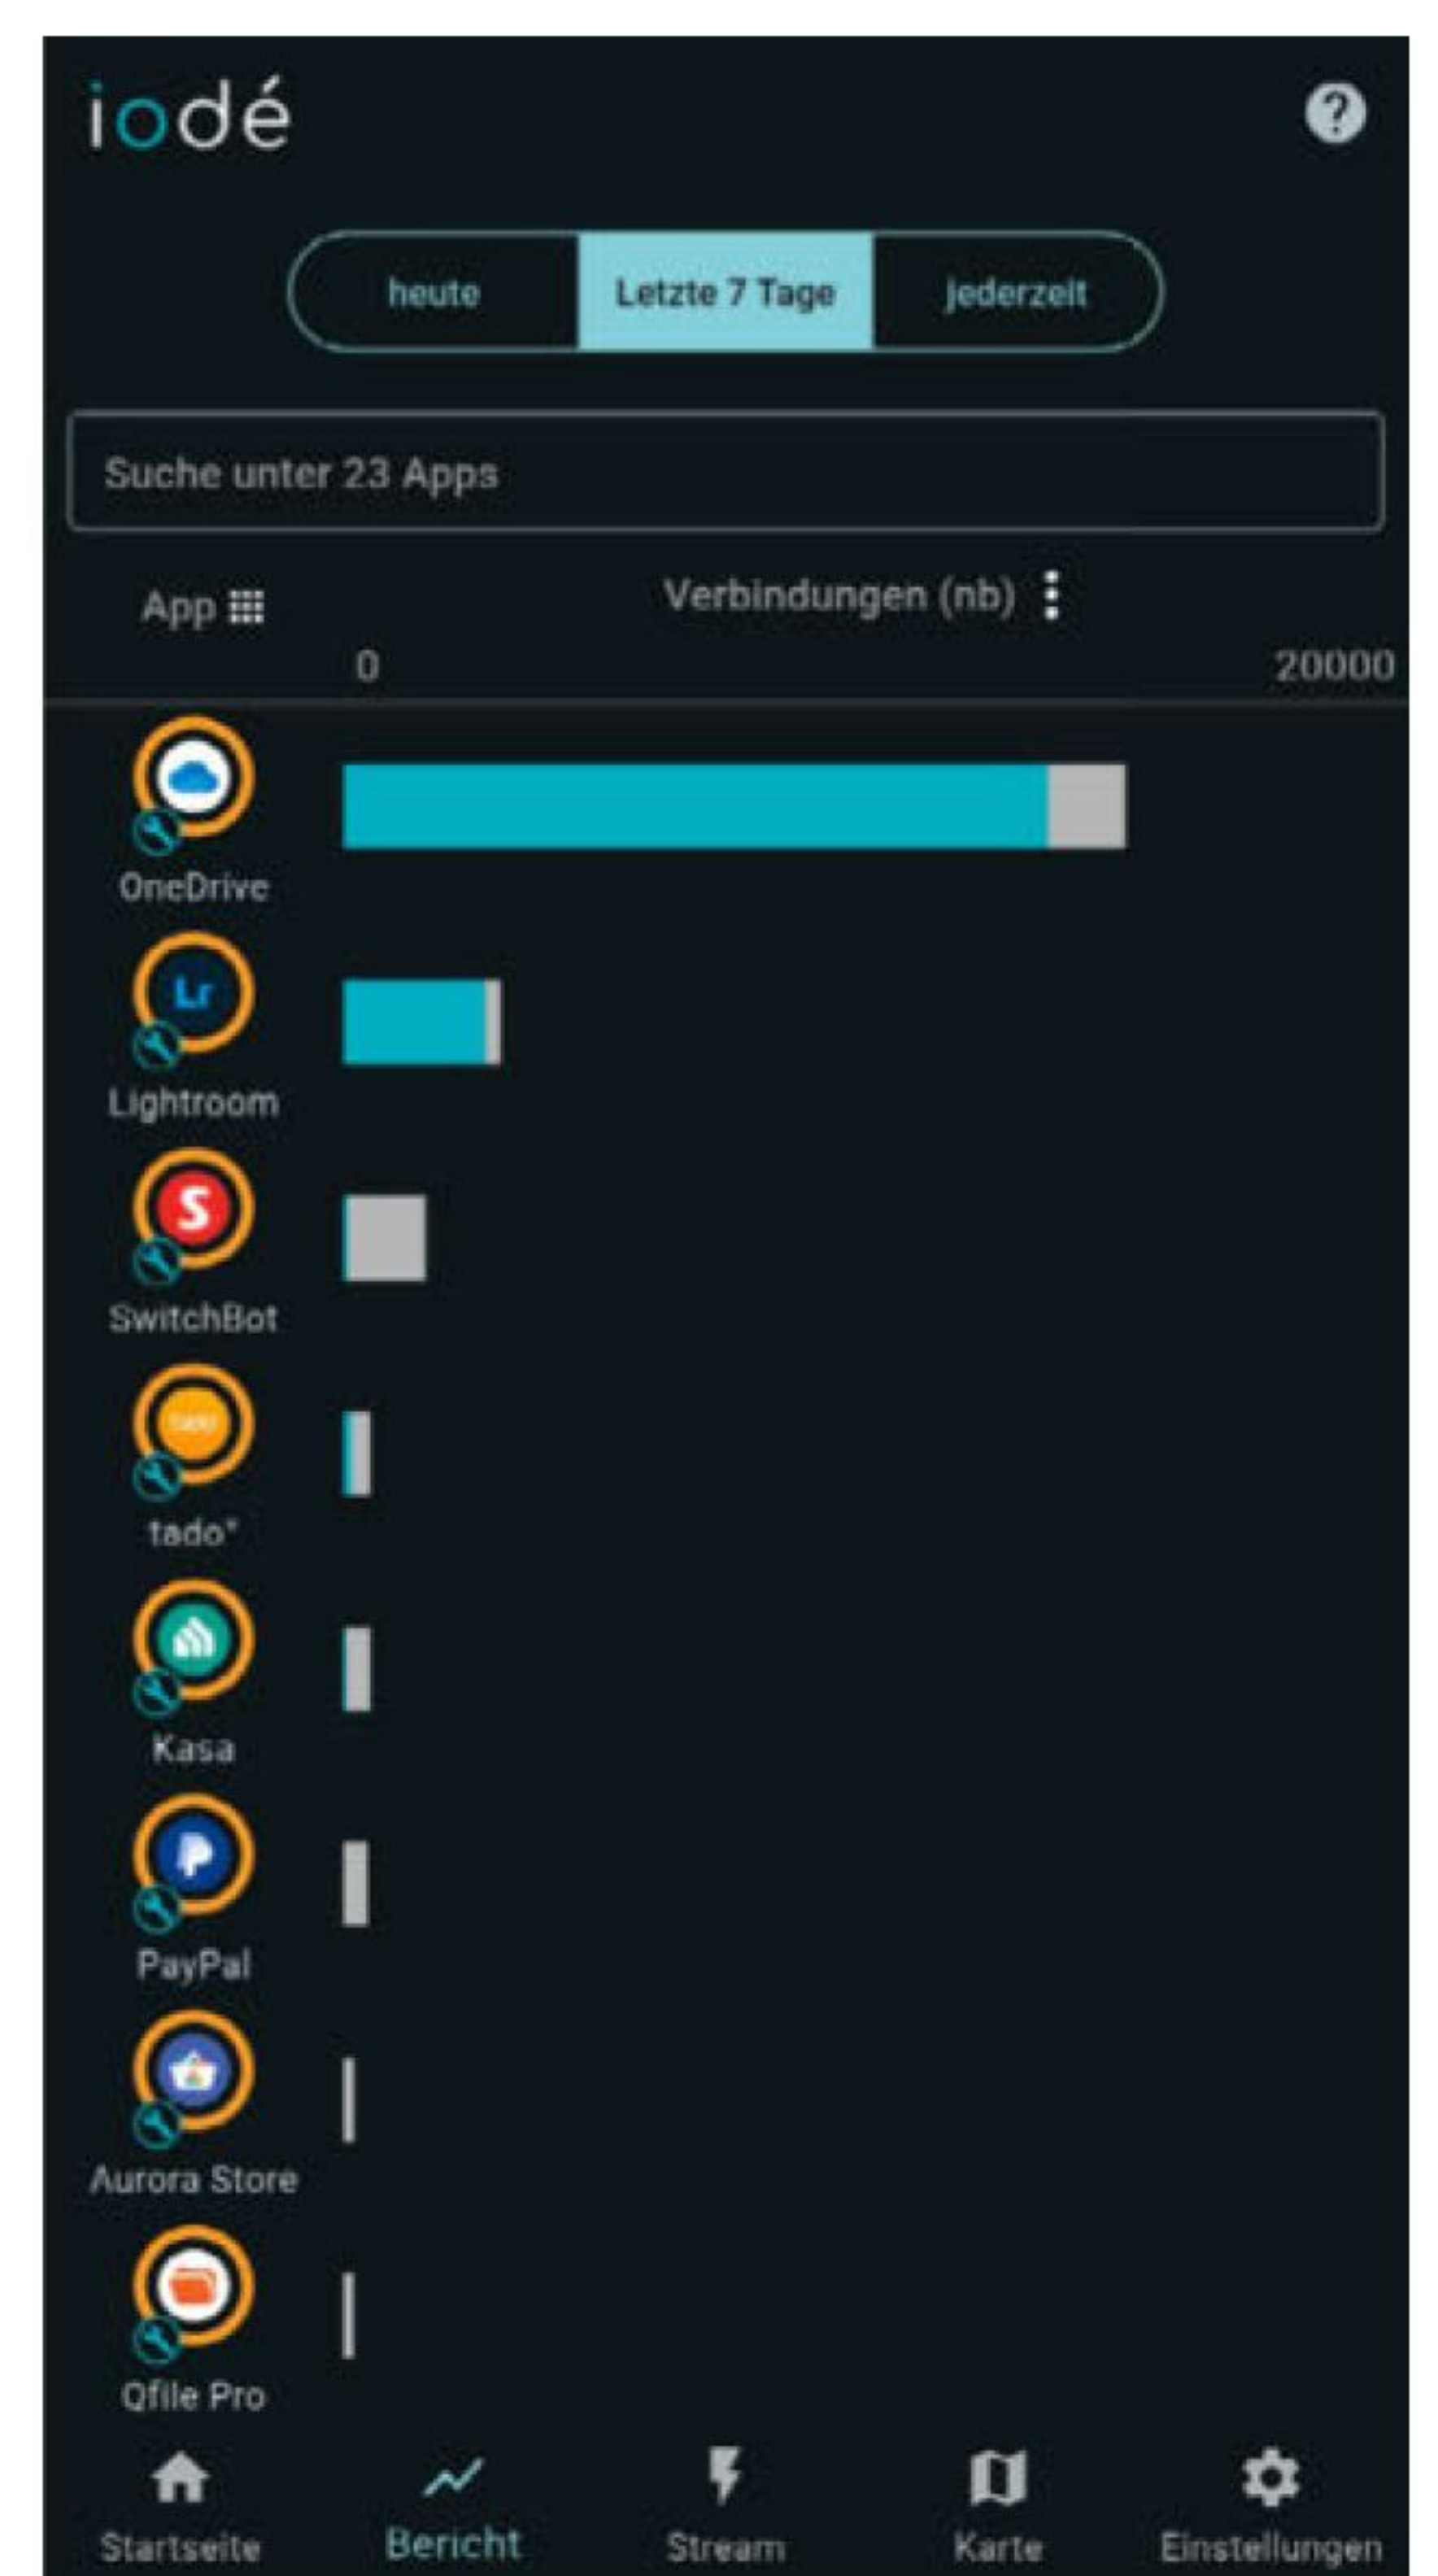 iodé
heute Letzte 7 Tage jederzeit
Suche unter 23 Apps
App Verbindungen (nb)
0 20000
OneDrive
Lr
Lightroom
S
SwitchBot
tado°
Kasa
P
PayPal
Aurora Store
Qfile Pro
Startseite Bericht Stream Karte Einstellungen